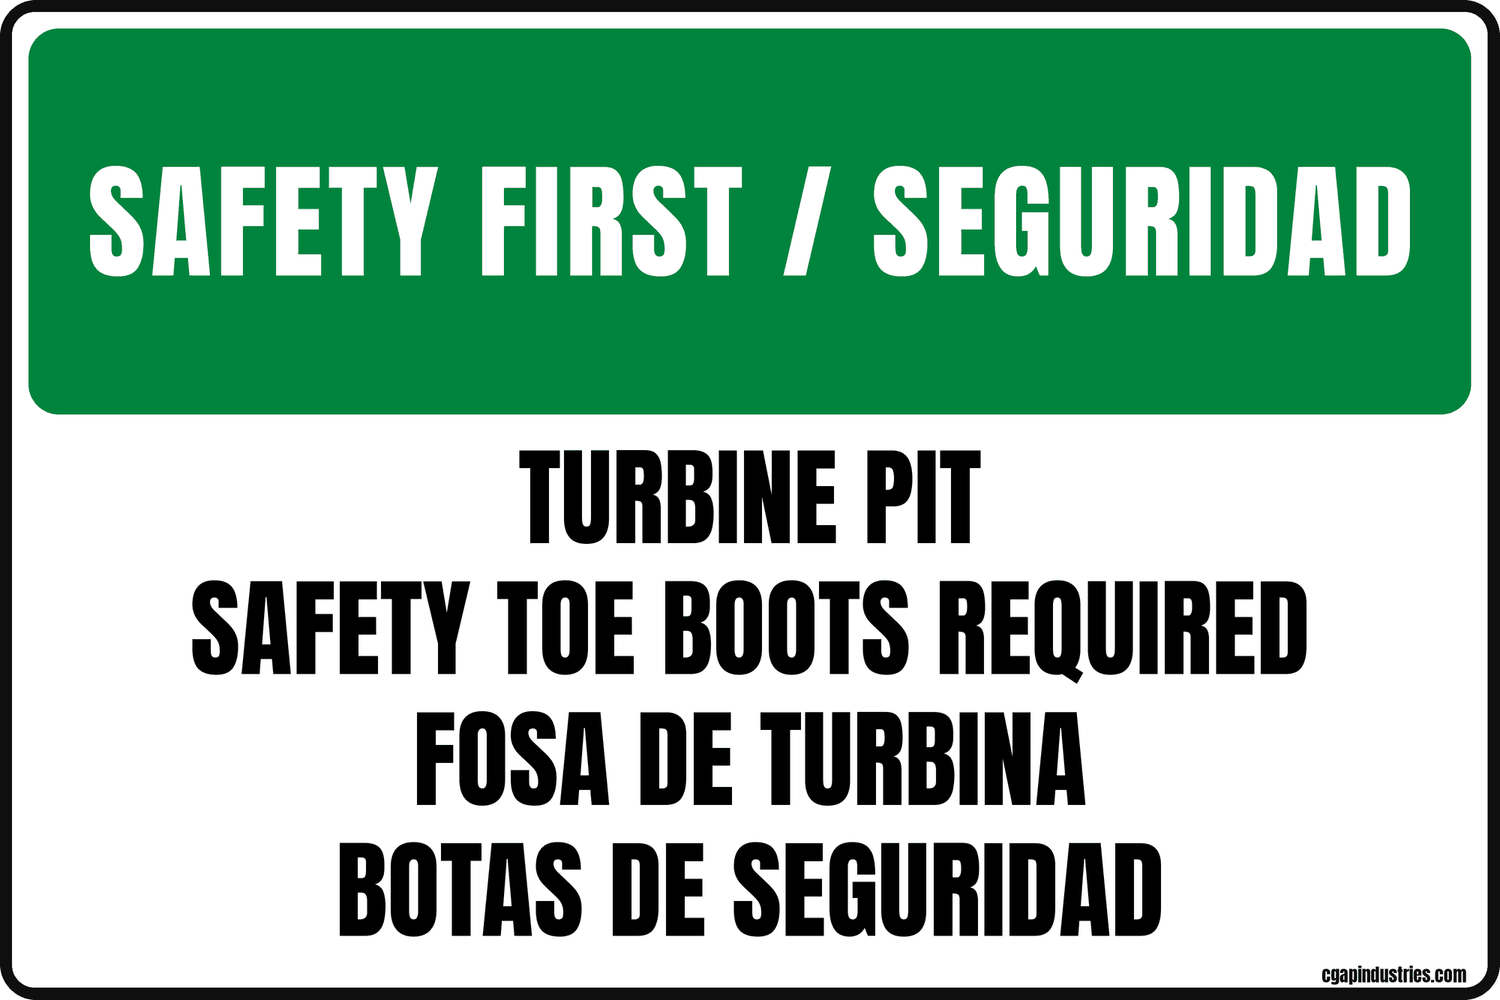 SAFETY FIRST / SEGURIDAD
TURBINE PIT
SAFETY TOE BOOTS REQUIRED
FOSA DE TURBINA
BOTAS DE SEGURIDAD
cgapindustries.com